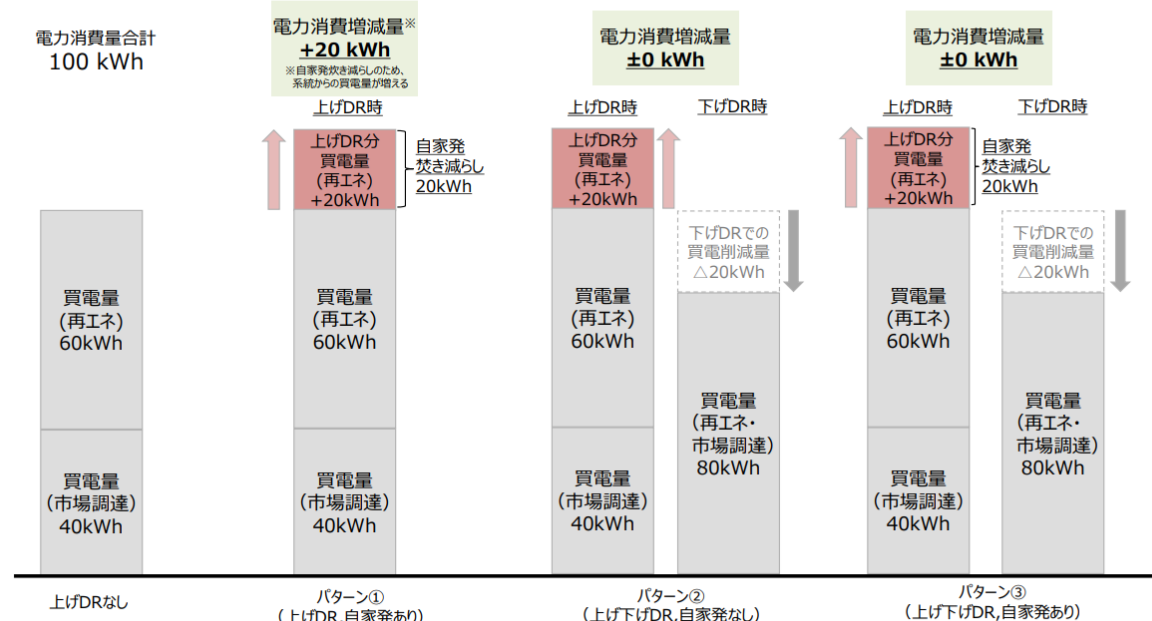 電力消費量合計
100 kWh
電力消費増減量※
+20 kWh
※自家発炊き減らしのため、
系統からの買電量が増える
電力消費増減量
±0 kWh
電力消費増減量
±0 kWh
上げDR時
上げDR時
下げDR時
上げDR時
下げDR時
上げDR分
買電量
(再エネ)
+20kWh
自家発
焚き減らし
20kWh
上げDR分
買電量
(再エネ)
+20kWh
上げDR分
買電量
(再エネ)
+20kWh
自家発
焚き減らし
20kWh
下げDRでの
買電削減量
△20kWh
下げDRでの
買電削減量
△20kWh
買電量
(再エネ)
60kWh
買電量
(再エネ)
60kWh
買電量
(再エネ)
60kWh
買電量
(再エネ)
60kWh
買電量
(再エネ・
市場調達)
80kWh
買電量
(再エネ・
市場調達)
80kWh
買電量
(市場調達)
40kWh
買電量
(市場調達)
40kWh
買電量
(市場調達)
40kWh
買電量
(市場調達)
40kWh
上げDRなし
パターン①
(上げDR,自家発あり)
パターン②
(上げ下げDR,自家発なし)
パターン③
(上げ下げDR,自家発あり)